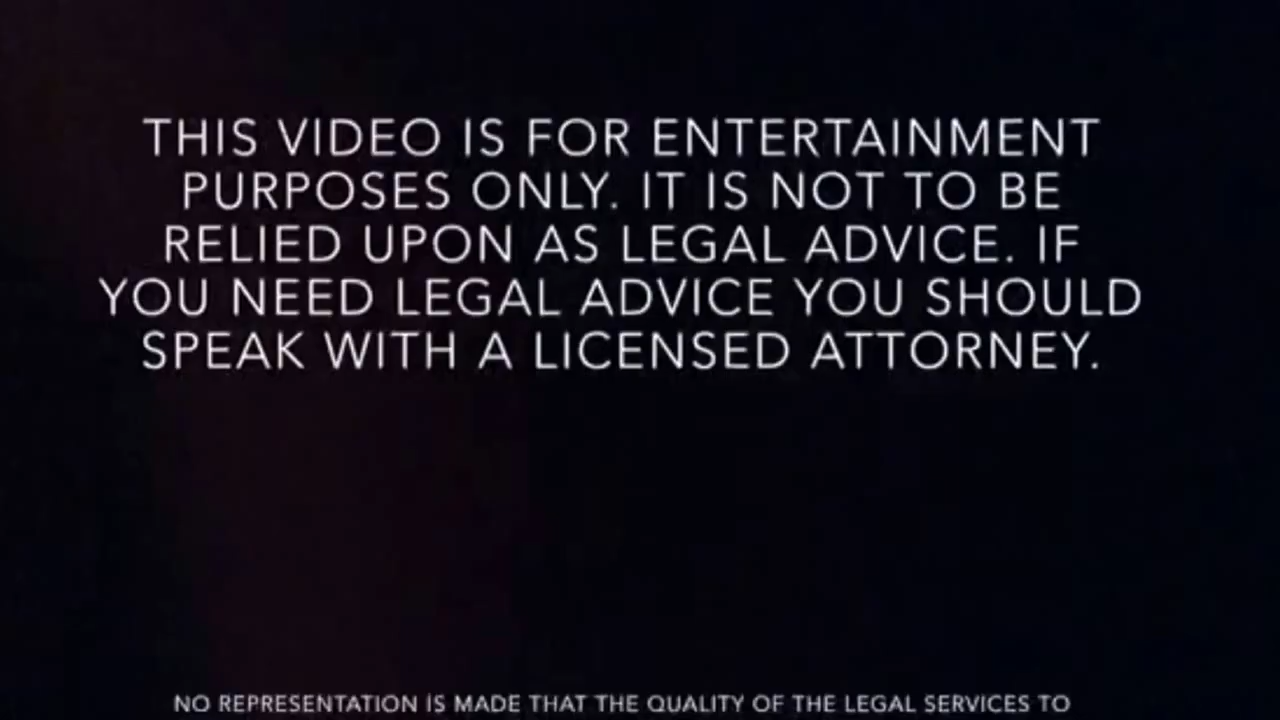 THIS VIDEO IS FOR ENTERTAINMENT
PURPOSES ONLY. IT IS NOT TO BE
RELIED UPON AS LEGAL ADVICE. IF
YOU NEED LEGAL ADVICE YOU SHOULD
SPEAK WITH A LICENSED ATTORNEY.
NO REPRESENTATION IS MADE THAT THE QUALITY OF THE LEGAL SERVICES TO